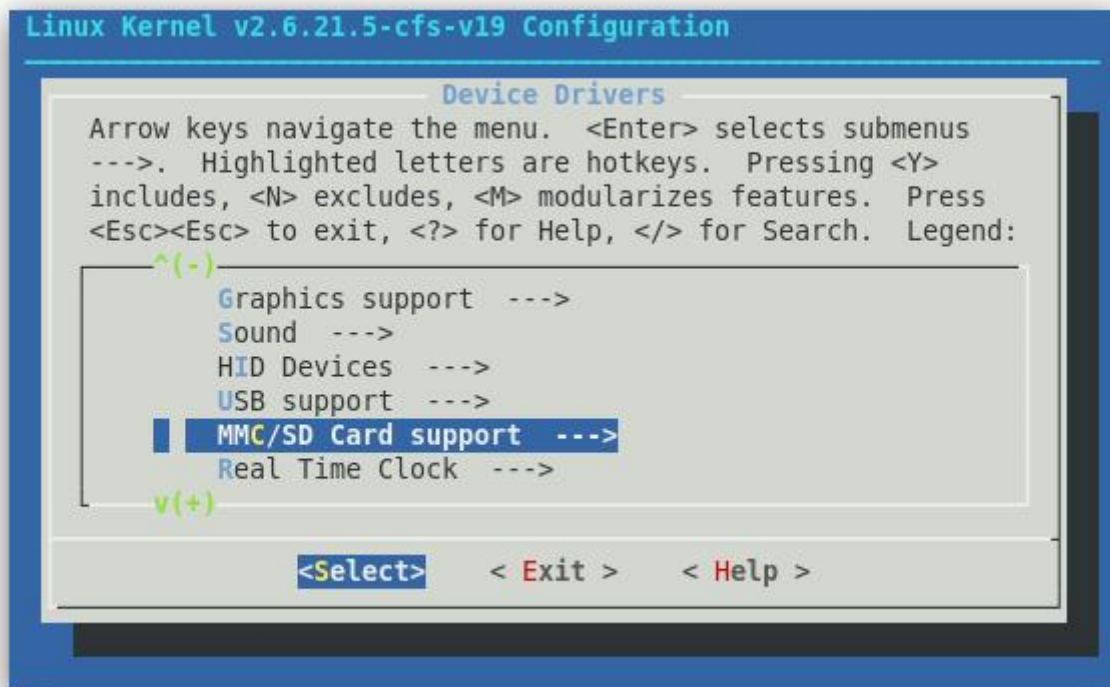 Linux Kernel v2.6.21.5-cfs-v19 Configuration
Device Drivers
Arrow keys navigate the menu.  <Enter> selects submenus
--->.  Highlighted letters are hotkeys.  Pressing <Y>
includes, <N> excludes, <M> modularizes features.  Press
<Esc><Esc> to exit, <?> for Help, </> for Search.  Legend:
^(-)
Graphics support  --->
Sound  --->
HID Devices  --->
USB support  --->
MMC/SD Card support  --->
Real Time Clock  --->
v(+)
<Select>    < Exit >    < Help >